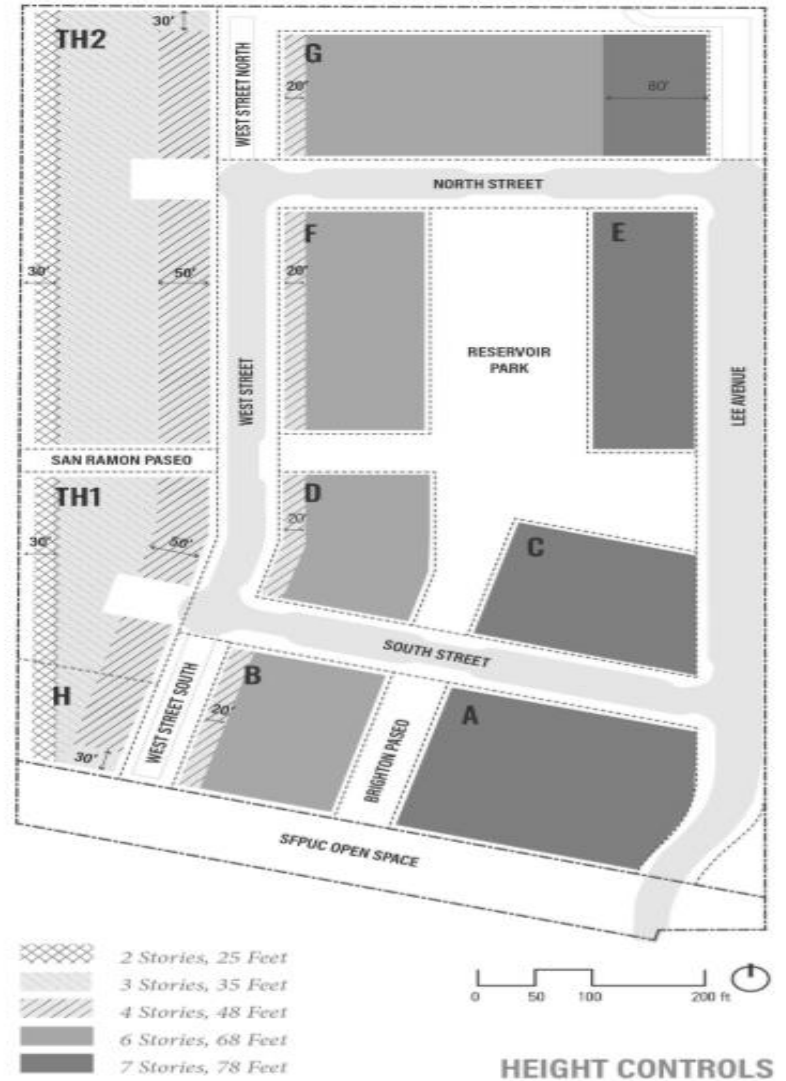 30'
TH2
WEST STREET NORTH
G
20'
80'
NORTH STREET
F
E
30'
50'
20'
RESERVOIR
PARK
WEST STREET
LEE AVENUE
SAN RAMON PASEO
TH1
D
20'
30'
50'
C
SOUTH STREET
H
WEST STREET SOUTH
B
20'
A
BRIGHTON PASEO
30'
SFPUC OPEN SPACE
2 Stories, 25 Feet
3 Stories, 35 Feet
4 Stories, 48 Feet
6 Stories, 68 Feet
7 Stories, 78 Feet
0 50 100 200 ft
HEIGHT CONTROLS